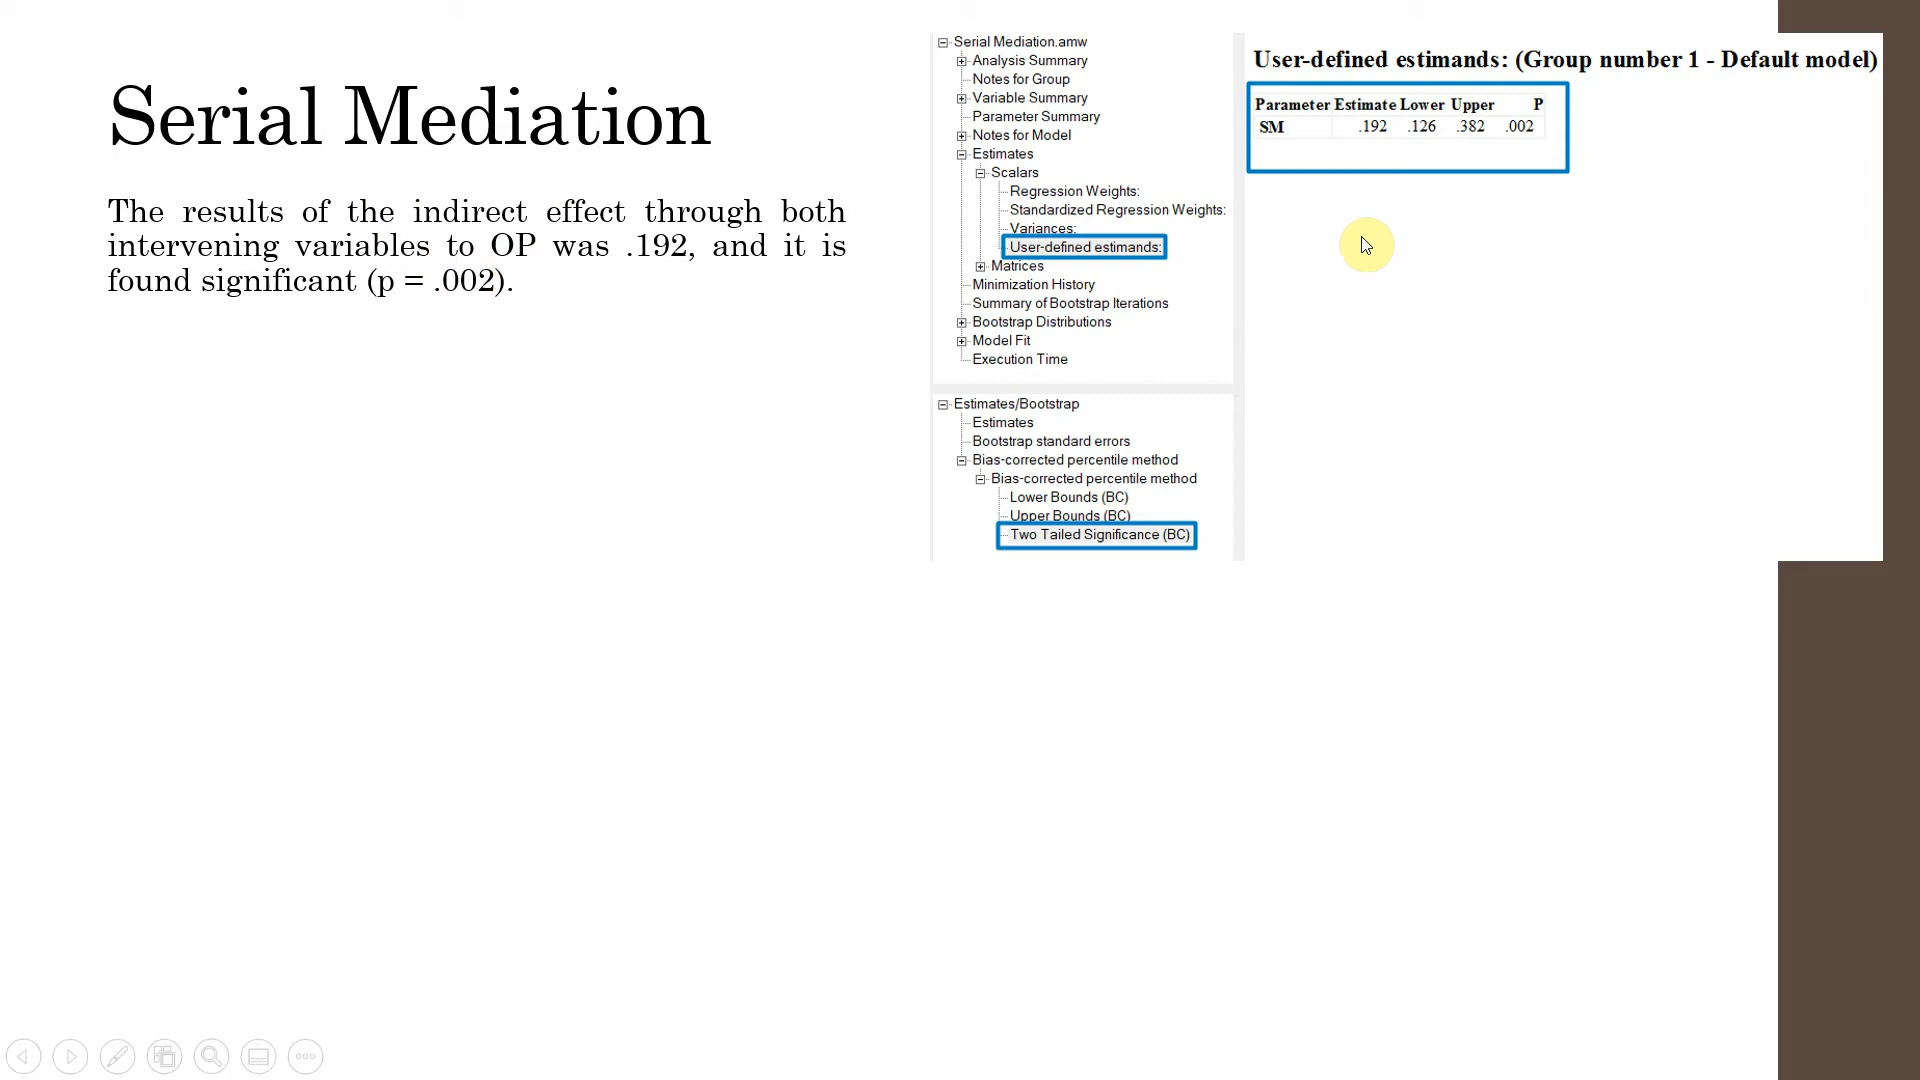 Serial Mediation
The results of the indirect effect through both
intervening variables to OP was .192, and it is
found significant (p = .002).
Serial Mediation.amw
Analysis Summary
Notes for Group
Variable Summary
Parameter Summary
Notes for Model
Estimates
Scalars
Regression Weights:
Standardized Regression Weights:
Variances:
User-defined estimands:
Matrices
Minimization History
Summary of Bootstrap Iterations
Bootstrap Distributions
Model Fit
Execution Time
Estimates/Bootstrap
Estimates
Bootstrap standard errors
Bias-corrected percentile method
Bias-corrected percentile method
Lower Bounds (BC)
Upper Bounds (BC)
Two Tailed Significance (BC)
User-defined estimands: (Group number 1 - Default model)
Parameter Estimate Lower Upper P
SM .192 .126 .382 .002